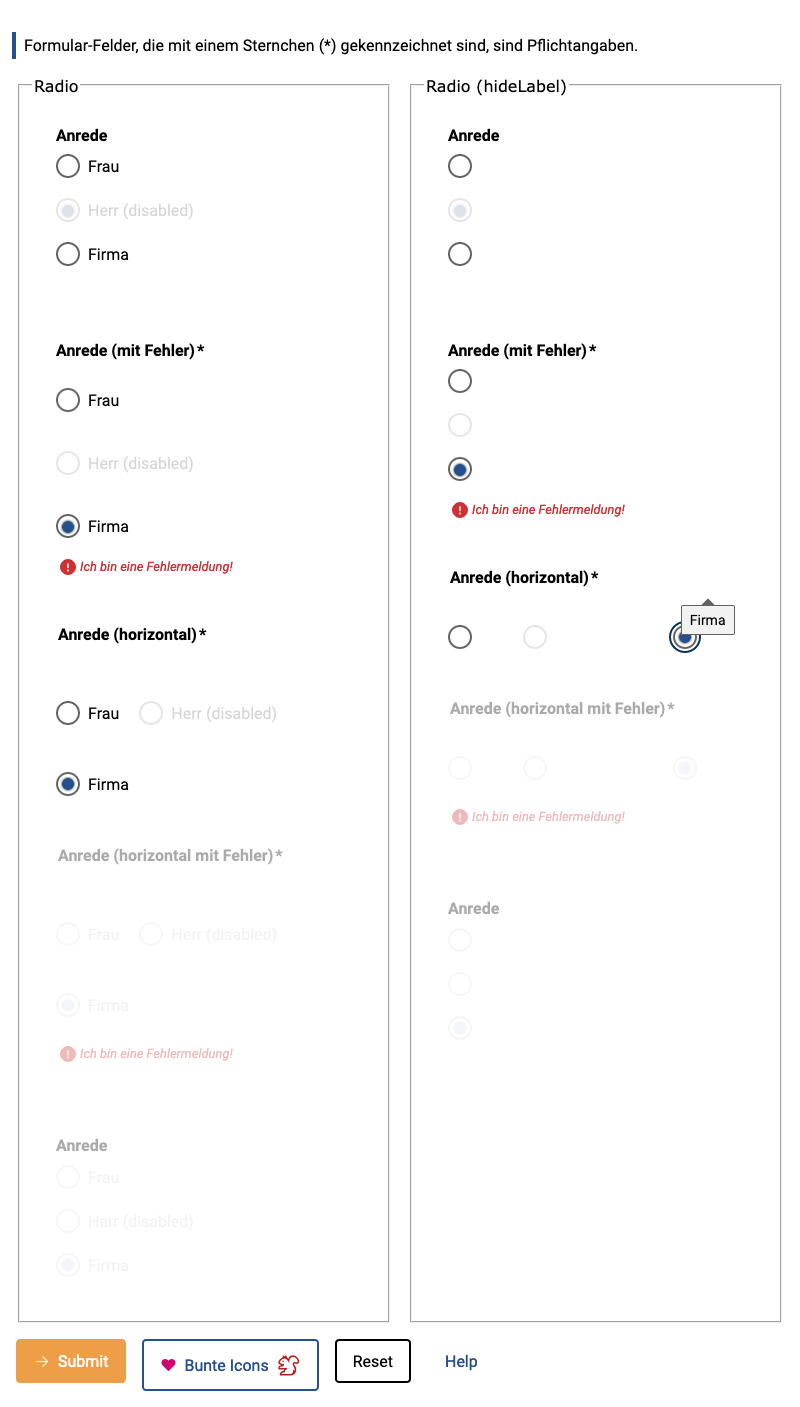 Formular-Felder, die mit einem Sternchen (*) gekennzeichnet sind, sind Pflichtangaben.
Radio
Anrede
Frau
Herr (disabled)
Firma
Anrede (mit Fehler)*
Frau
Herr (disabled)
Firma
Ich bin eine Fehlermeldung!
Anrede (horizontal)*
Frau Herr (disabled)
Firma
Anrede (horizontal mit Fehler)*
Frau Herr (disabled)
Firma
Ich bin eine Fehlermeldung!
Anrede
Frau
Herr (disabled)
Firma
Radio (hideLabel)
Anrede
Anrede (mit Fehler)*
Ich bin eine Fehlermeldung!
Anrede (horizontal)*
Firma
Anrede (horizontal mit Fehler)*
Ich bin eine Fehlermeldung!
Anrede
Submit Bunte Icons Reset Help